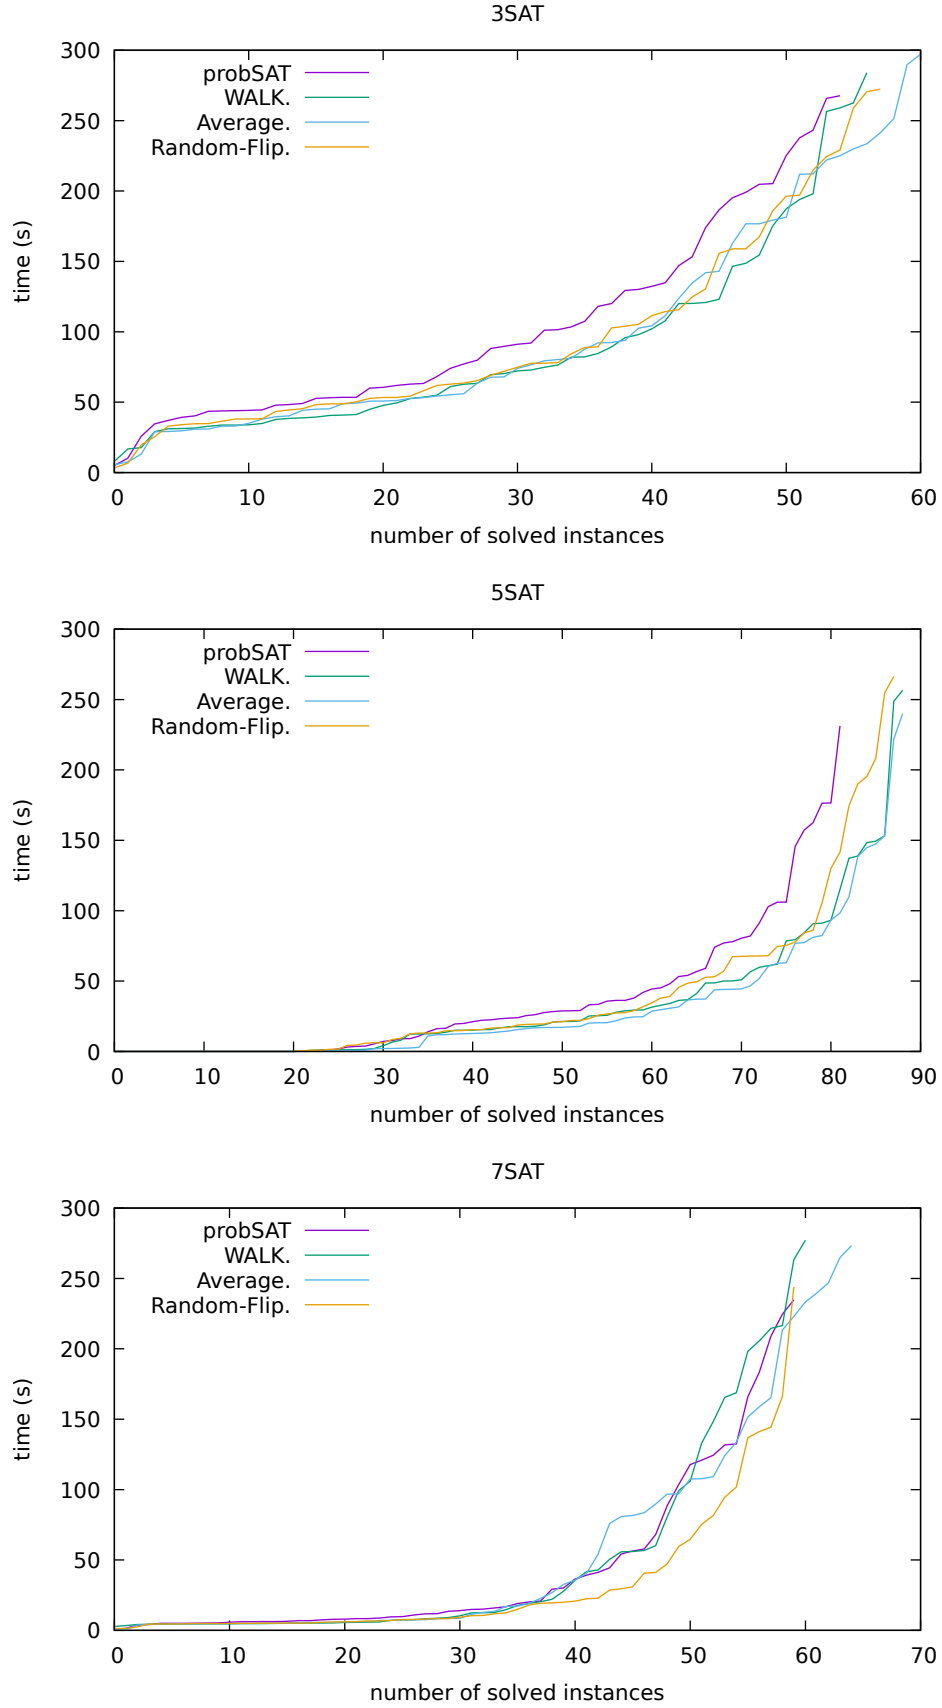 3SAT
300
250
200
150
100
50
0
time (s)
probSAT
WALK.
Average.
Random-Flip.
0 10 20 30 40 50 60
number of solved instances
5SAT
300
250
200
150
100
50
0
time (s)
probSAT
WALK.
Average.
Random-Flip.
0 10 20 30 40 50 60 70 80 90
number of solved instances
7SAT
300
250
200
150
100
50
0
time (s)
probSAT
WALK.
Average.
Random-Flip.
0 10 20 30 40 50 60 70
number of solved instances